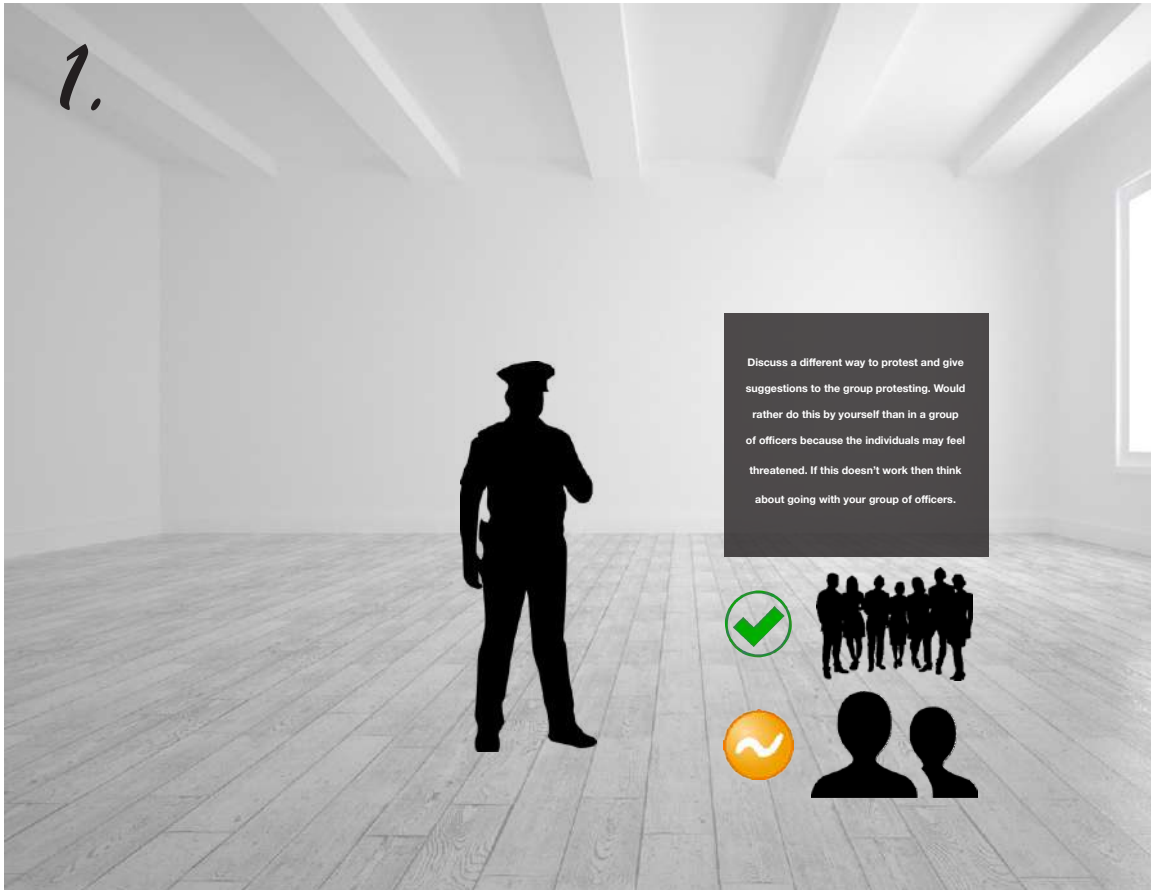 1.
Discuss a different way to protest and give
suggestions to the group protesting. Would
rather do this by yourself than in a group
of officers because the individuals may feel
threatened. If this doesn’t work then think
about going with your group of officers.